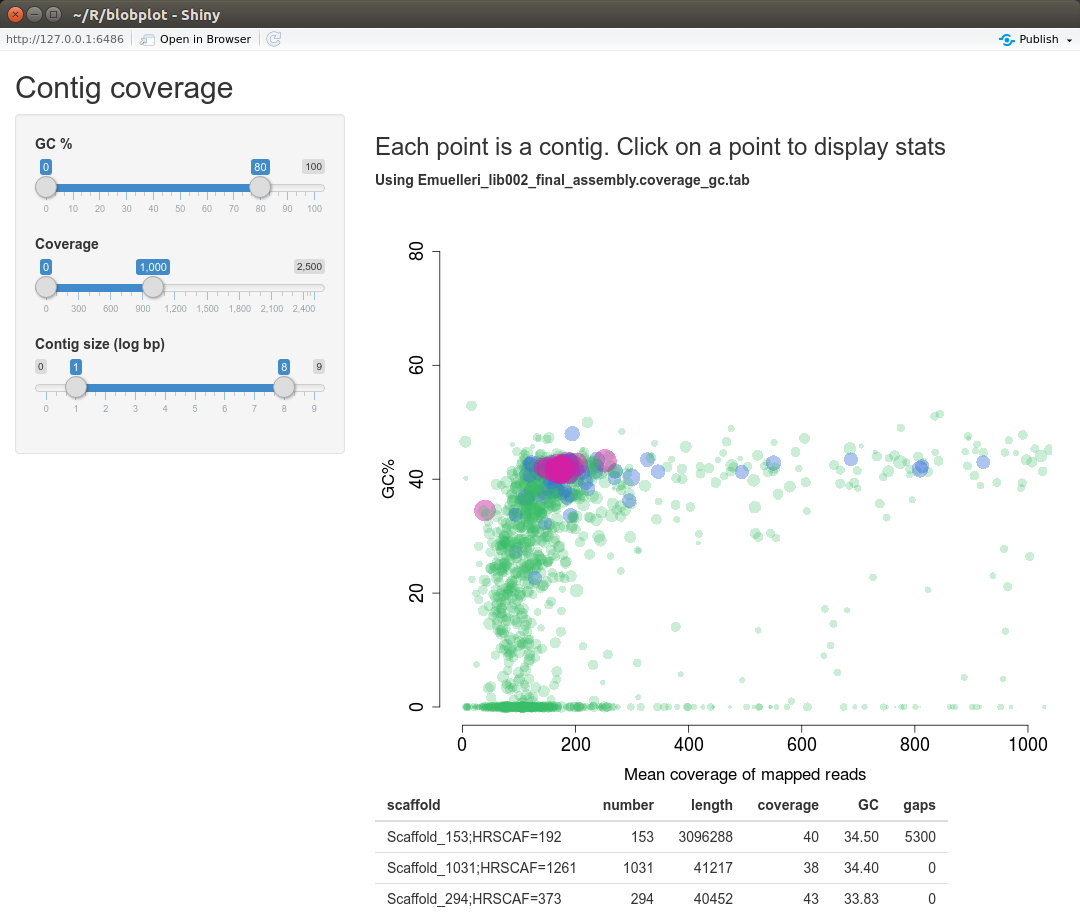 ~/R/blobplot - Shiny
http://127.0.0.1:6486 Open in Browser Publish
Contig coverage
GC %
0 80 100
0 10 20 30 40 50 60 70 80 90 100
Coverage
0 1,000 2,500
0 300 600 900 1,200 1,500 1,800 2,100 2,400
Contig size (log bp)
0 1 8 9
0 1 2 3 4 5 6 7 8 9
Each point is a contig. Click on a point to display stats
Using Emuelleri_lib002_final_assembly.coverage_gc.tab
80
60
40
20
0
GC%
0 200 400 600 800 1000
Mean coverage of mapped reads
scaffold number length coverage GC gaps
Scaffold_153;HRSCAF=192 153 3096288 40 34.50 5300
Scaffold_1031;HRSCAF=1261 1031 41217 38 34.40 0
Scaffold_294;HRSCAF=373 294 40452 43 33.83 0